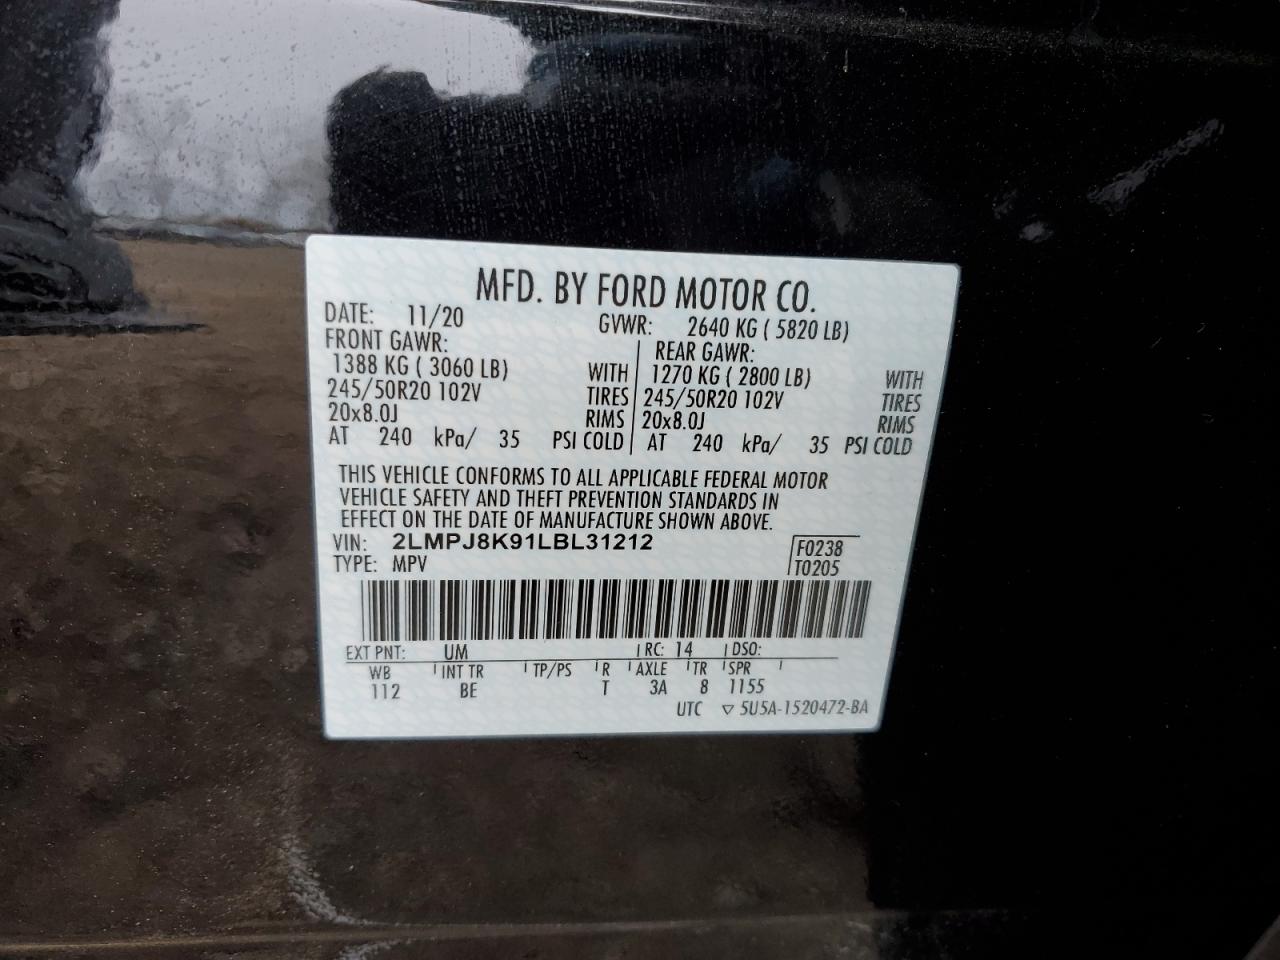 MFD. BY FORD MOTOR CO.
DATE: 11/20 GVWR: 2640 KG ( 5820 LB)
FRONT GAWR: REAR GAWR:
1388 KG ( 3060 LB) WITH 1270 KG ( 2800 LB) WITH
245/50R20 102V TIRES 245/50R20 102V TIRES
20x8.0J RIMS 20x8.0J RIMS
AT 240 kPa/ 35 PSI COLD AT 240 kPa/ 35 PSI COLD
THIS VEHICLE CONFORMS TO ALL APPLICABLE FEDERAL MOTOR
VEHICLE SAFETY AND THEFT PREVENTION STANDARDS IN
EFFECT ON THE DATE OF MANUFACTURE SHOWN ABOVE.
VIN: 2LMPJ8K91LBL31212 F0238
TYPE: MPV T0205
EXT PNT: UM RC: 14 DSO:
WB INT TR TP/PS R AXLE TR SPR
112 BE T 3A 8 1155
UTC ▽ 5U5A-1520472-BA